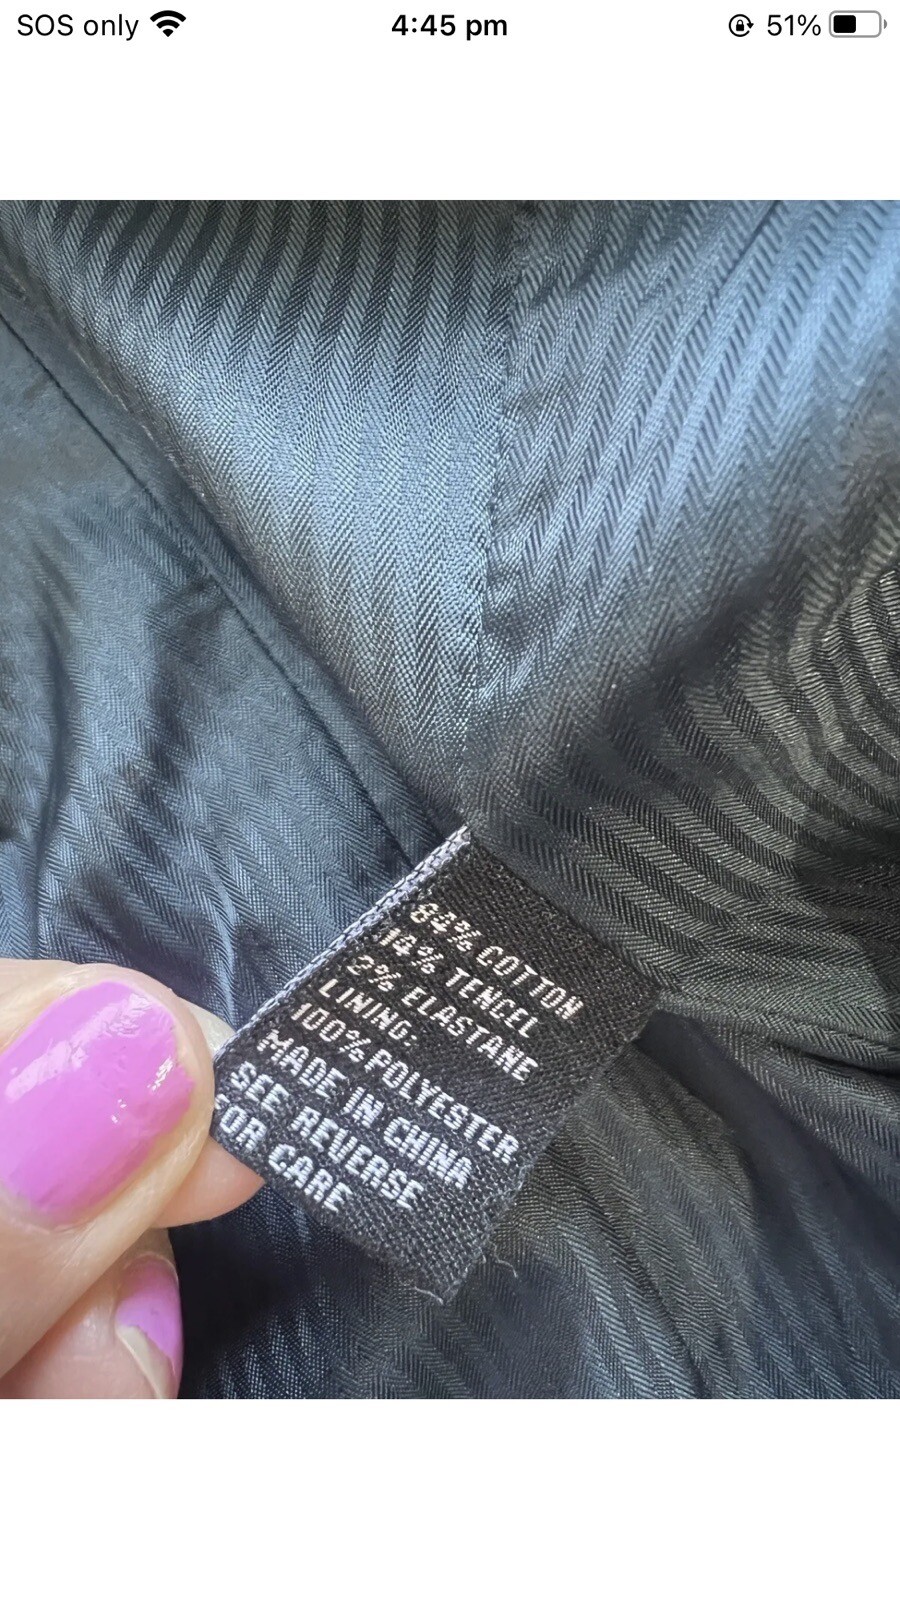 SOS only
4:45 pm
51%
84% COTTON
14% TENCEL
2% ELASTANE
LINING:
100% POLYESTER
MADE IN CHINA
SEE REVERSE
FOR CARE